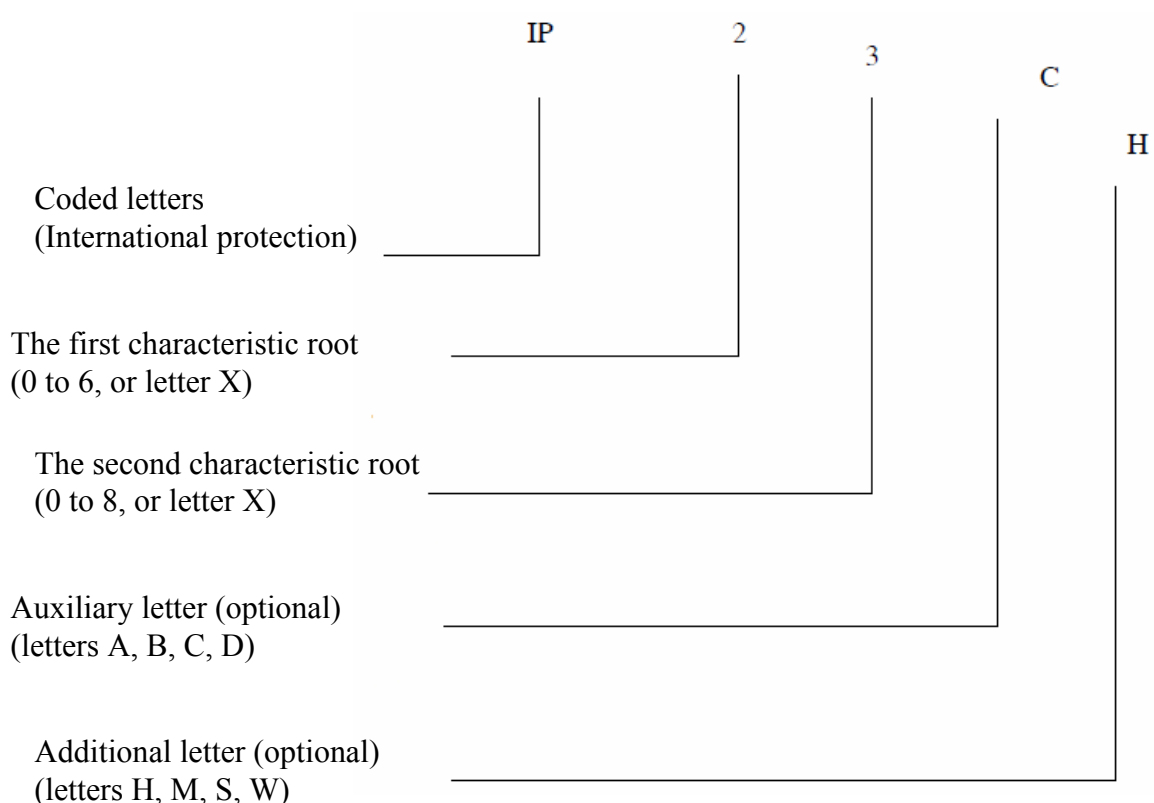 IP 2
3
C
H
Coded letters
(International protection)
The first characteristic root
(0 to 6, or letter X)
The second characteristic root
(0 to 8, or letter X)
Auxiliary letter (optional)
(letters A, B, C, D)
Additional letter (optional)
(letters H, M, S, W)